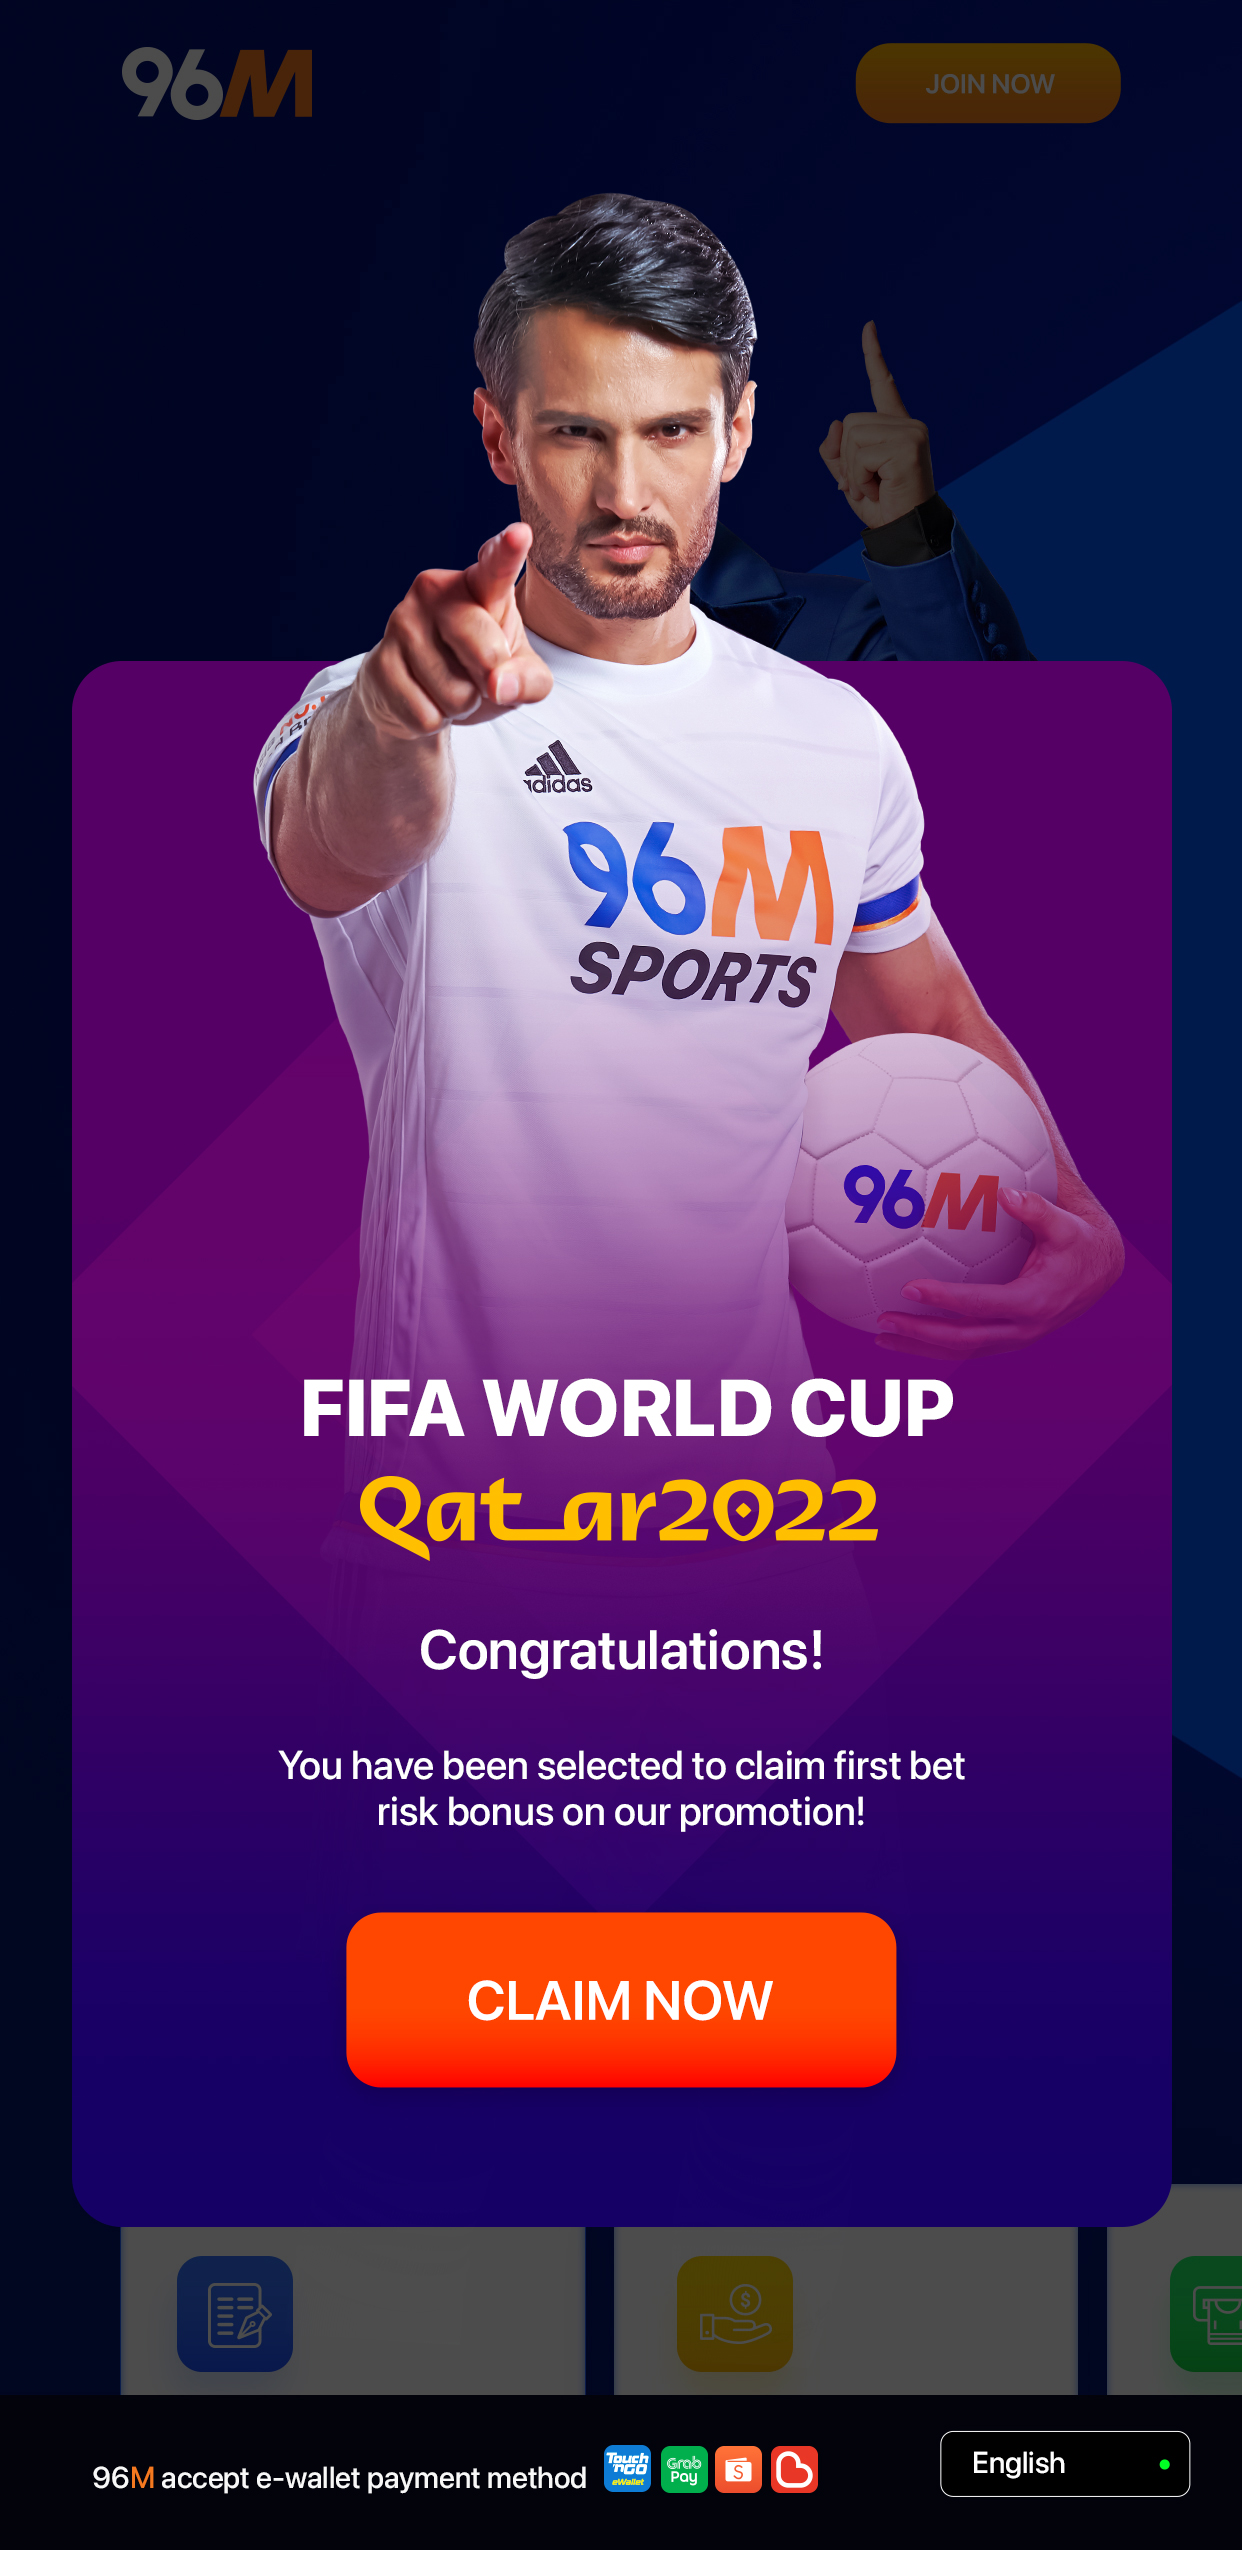 96M
JOIN NOW
adidas
96M
SPORTS
96M
FIFA WORLD CUP
Qatar2022
Congratulations!
You have been selected to claim first bet
risk bonus on our promotion!
CLAIM NOW
96M accept e-wallet payment method
Touch
'nGO
eWallet
Grab
Pay
S
English